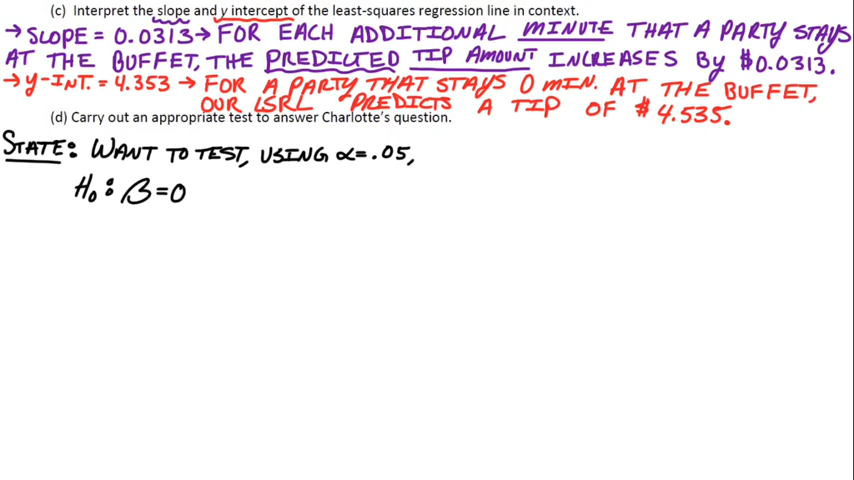 (c) Interpret the slope and y intercept of the least-squares regression line in context.
→ SLOPE = 0.0313 → FOR EACH ADDITIONAL MINUTE THAT A PARTY STAYS
AT THE BUFFET, THE PREDICTED TIP AMOUNT INCREASES BY $0.0313.
→ y-INT. = 4.353 → FOR A PARTY THAT STAYS 0 MIN. AT THE BUFFET,
OUR LSRL PREDICTS A TIP OF $4.535.
(d) Carry out an appropriate test to answer Charlotte's question.
STATE: WANT TO TEST, USING α = .05,
H₀: β = 0